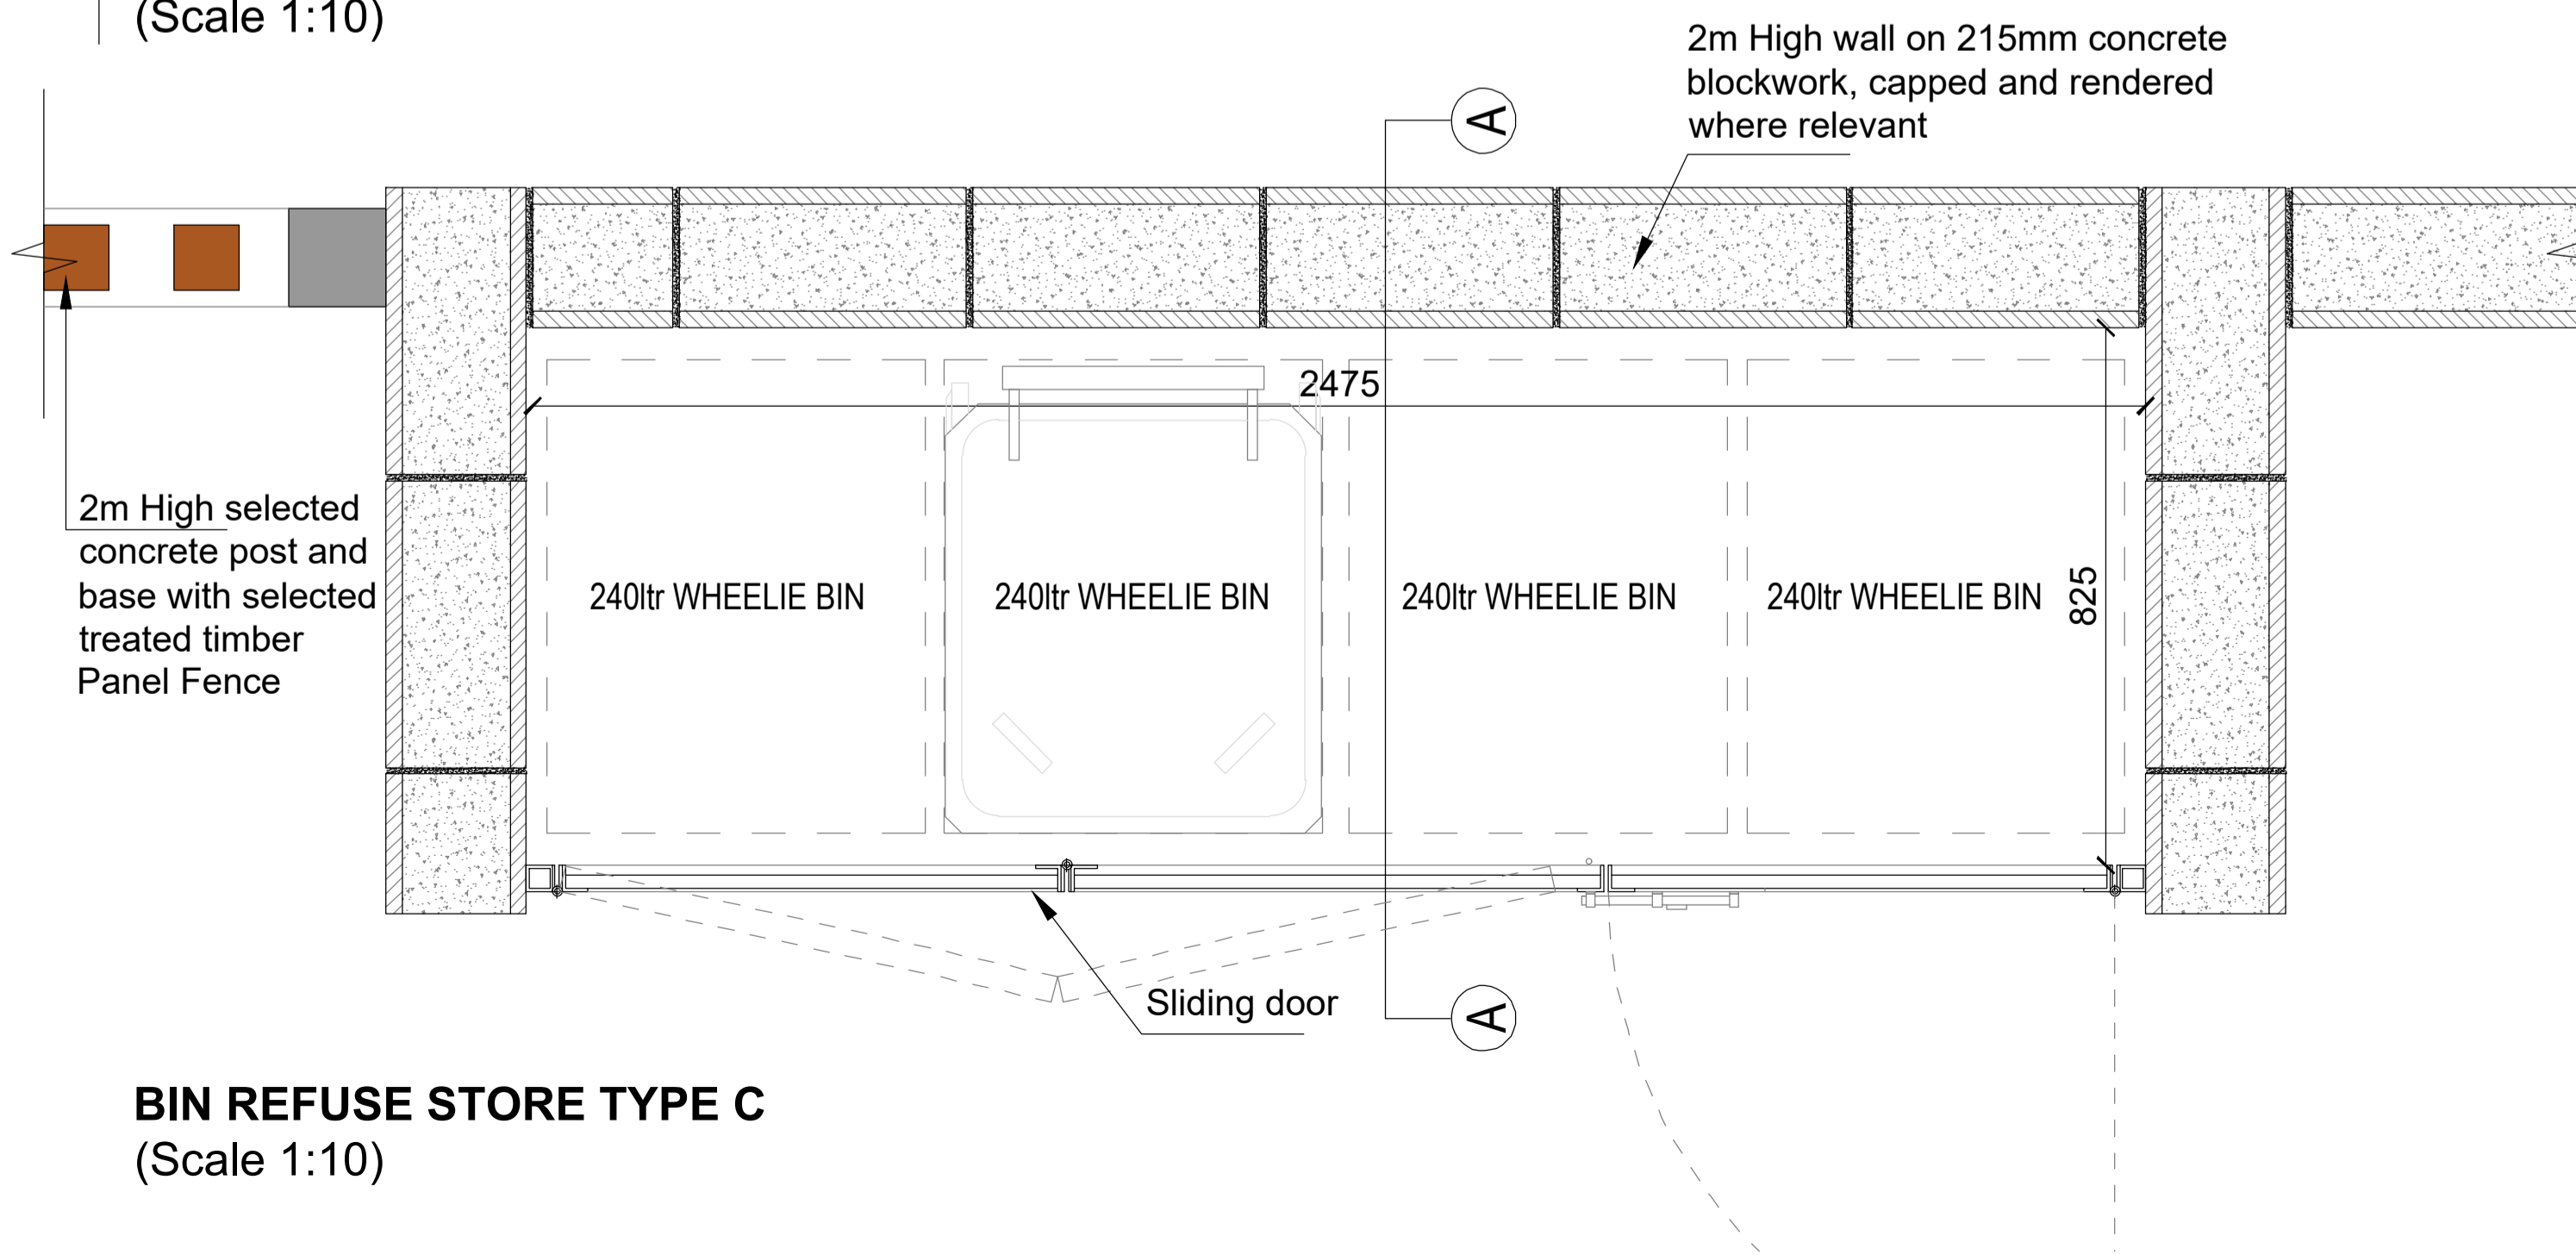 (Scale 1:10)
2m High wall on 215mm concrete
blockwork, capped and rendered
where relevant
A
2475
2m High selected
concrete post and
base with selected
treated timber
Panel Fence
240ltr WHEELIE BIN
240ltr WHEELIE BIN
240ltr WHEELIE BIN
240ltr WHEELIE BIN
825
Sliding door
A
BIN REFUSE STORE TYPE C
(Scale 1:10)